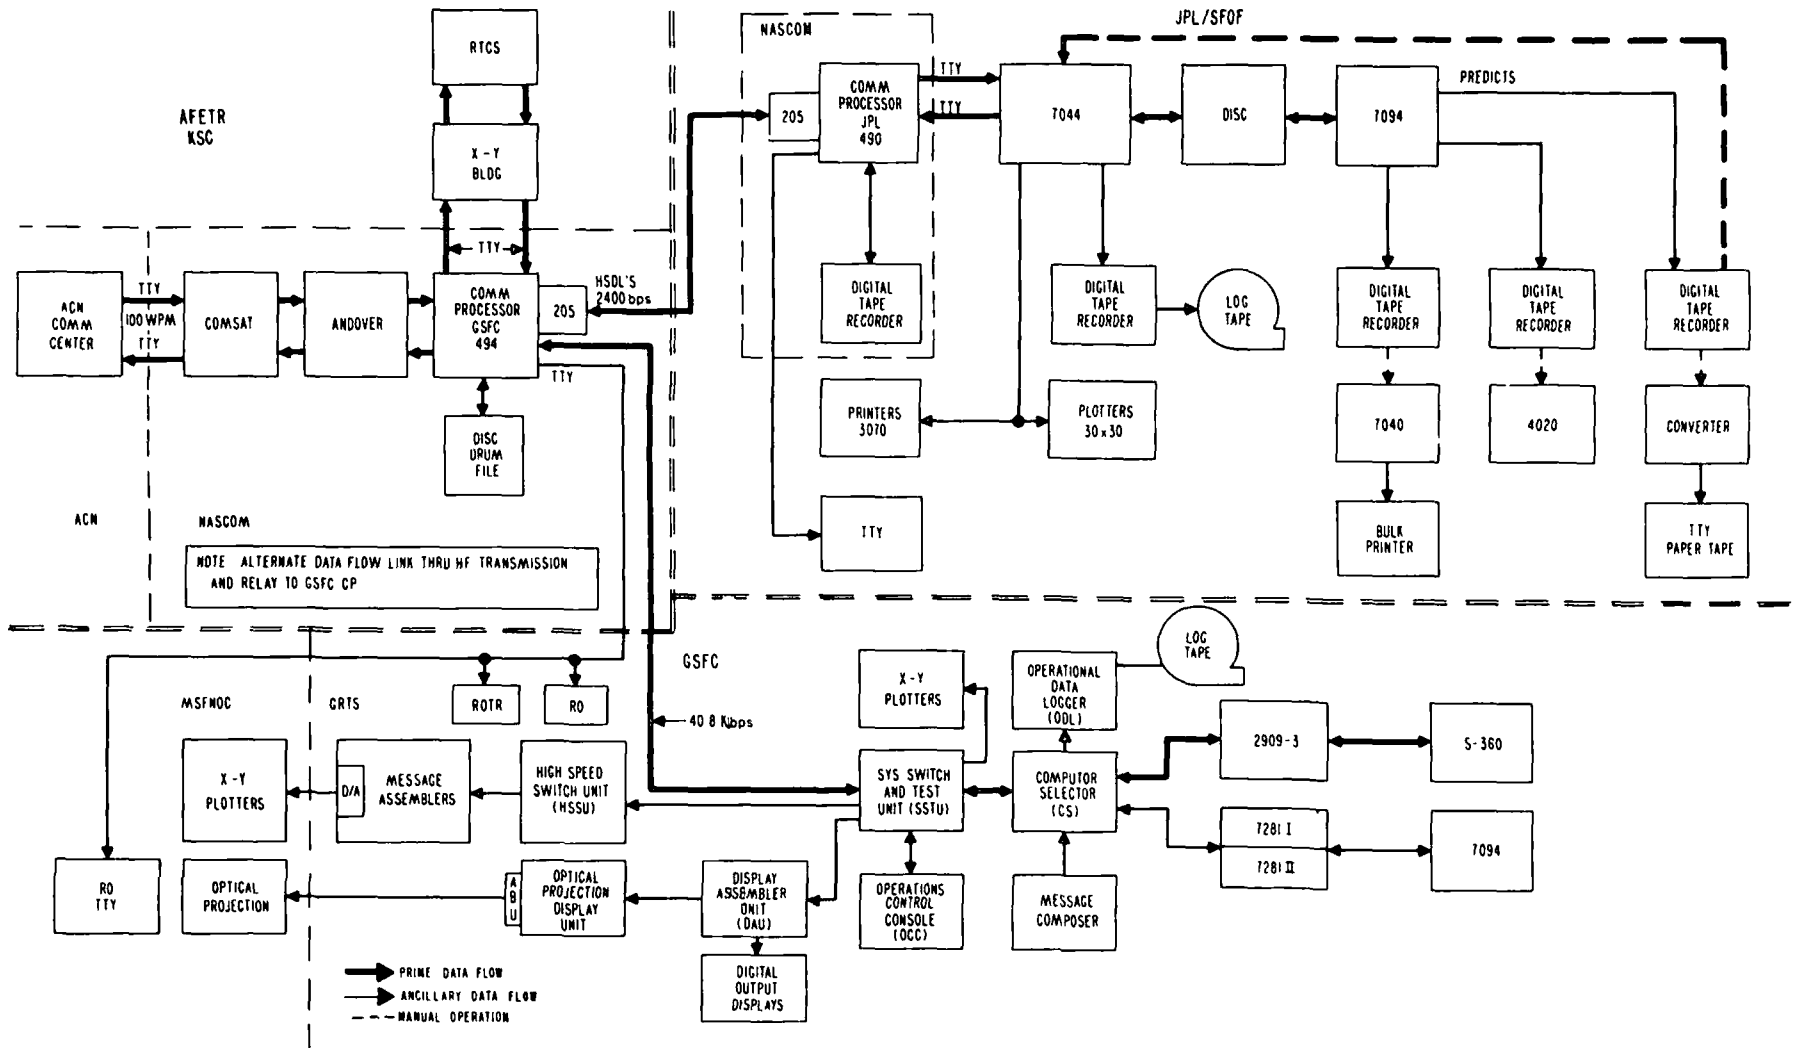 RTCS
AFETR
KSC
X-Y
BLDG
TTY
ACN
COMM
CENTER
TTY
100 WPM
TTY
COMSAT
ANDOVER
COMM
PROCESSOR
GSFC
494
205
HSDL'S
2400 bps
TTY
DISC
DRUM
FILE
ACN
NASCOM
NOTE ALTERNATE DATA FLOW LINK THRU HF TRANSMISSION
AND RELAY TO GSFC CP
JPL/SFOF
NASCOM
205
COMM
PROCESSOR
JPL
490
TTY
TTY
7044
DISC
7094
PREDICTS
DIGITAL
TAPE
RECORDER
DIGITAL
TAPE
RECORDER
LOG
TAPE
DIGITAL
TAPE
RECORDER
DIGITAL
TAPE
RECORDER
DIGITAL
TAPE
RECORDER
PRINTERS
3070
PLOTTERS
30x30
7040
4020
CONVERTER
TTY
BULK
PRINTER
TTY
PAPER TAPE
MSFNOC
GRTS
ROTR
RO
GSFC
40 8 Kbps
X-Y
PLOTTERS
OPERATIONAL
DATA
LOGGER
(ODL)
LOG
TAPE
X-Y
PLOTTERS
D/A
MESSAGE
ASSEMBLERS
HIGH SPEED
SWITCH UNIT
(HSSU)
SYS SWITCH
AND TEST
UNIT (SSTU)
COMPUTOR
SELECTOR
(CS)
2909-3
S-360
7281 I
7281 II
7094
RO
TTY
OPTICAL
PROJECTION
ABU
OPTICAL
PROJECTION
DISPLAY
UNIT
DISPLAY
ASSEMBLER
UNIT
(DAU)
OPERATIONS
CONTROL
CONSOLE
(OCC)
MESSAGE
COMPOSER
DIGITAL
OUTPUT
DISPLAYS
PRIME DATA FLOW
ANCILLARY DATA FLOW
MANUAL OPERATION